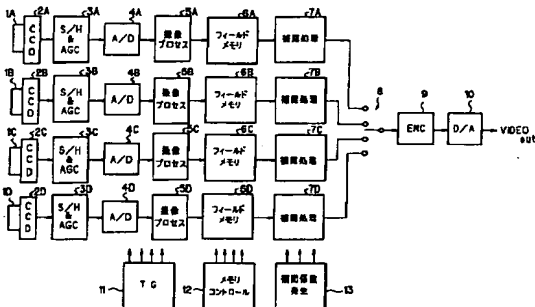 1A 2A 3A 4A 5A 6A 7A
CCD
S/H & AGC
A/D
撮像プロセス
フィールドメモリ
補間処理
1B 2B 3B 4B 5B 6B 7B
CCD
S/H & AGC
A/D
撮像プロセス
フィールドメモリ
補間処理
8 9 10
EMC
D/A
VIDEO out
1C 2C 3C 4C 5C 6C 7C
CCD
S/H & AGC
A/D
撮像プロセス
フィールドメモリ
補間処理
1D 2D 3D 4D 5D 6D 7D
CCD
S/H & AGC
A/D
撮像プロセス
フィールドメモリ
補間処理
11
TG
12
メモリコントロール
補間係数発生
13